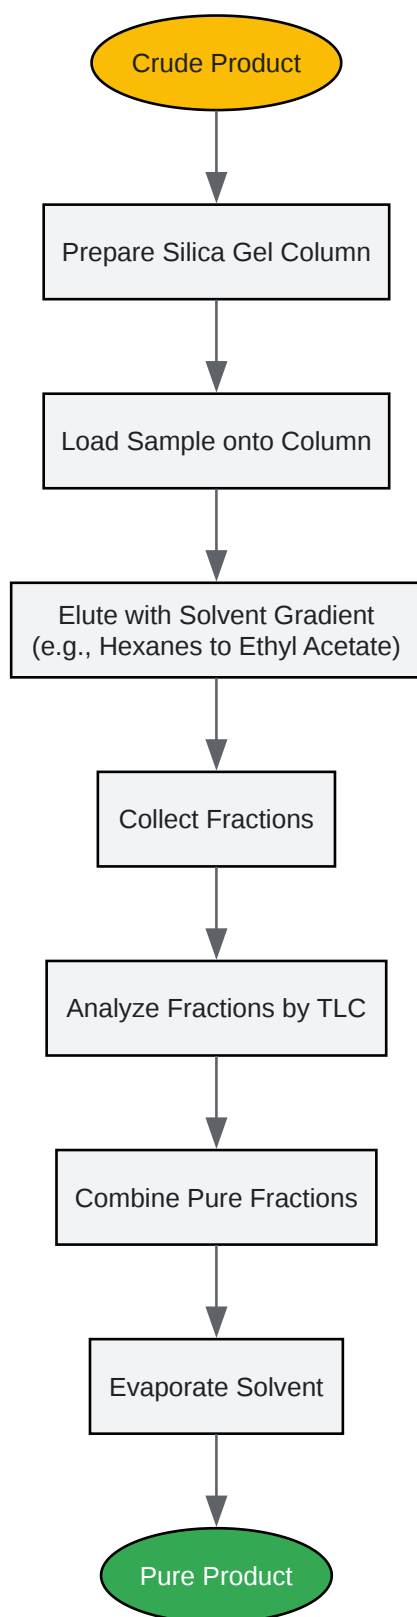 Crude Product
Prepare Silica Gel Column
Load Sample onto Column
Elute with Solvent Gradient
(e.g., Hexanes to Ethyl Acetate)
Collect Fractions
Analyze Fractions by TLC
Combine Pure Fractions
Evaporate Solvent
Pure Product